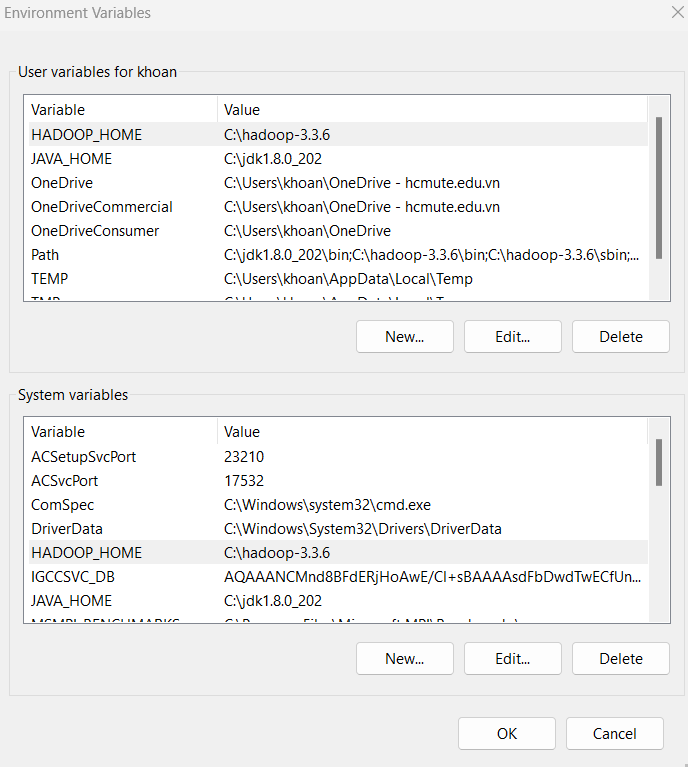 Environment Variables
User variables for khoan
Variable Value
HADOOP_HOME C:\hadoop-3.3.6
JAVA_HOME C:\jdk1.8.0_202
OneDrive C:\Users\khoan\OneDrive - hcmute.edu.vn
OneDriveCommercial C:\Users\khoan\OneDrive - hcmute.edu.vn
OneDriveConsumer C:\Users\khoan\OneDrive
Path C:\jdk1.8.0_202\bin;C:\hadoop-3.3.6\bin;C:\hadoop-3.3.6\sbin;...
TEMP C:\Users\khoan\AppData\Local\Temp
New... Edit... Delete
System variables
Variable Value
ACSetupSvcPort 23210
ACSvcPort 17532
ComSpec C:\Windows\system32\cmd.exe
DriverData C:\Windows\System32\Drivers\DriverData
HADOOP_HOME C:\hadoop-3.3.6
IGCCSVC_DB AQAAANCMnd8BFdERjHoAwE/Cl+sBAAAAsdFbDwdTwECfUn...
JAVA_HOME C:\jdk1.8.0_202
New... Edit... Delete
OK Cancel